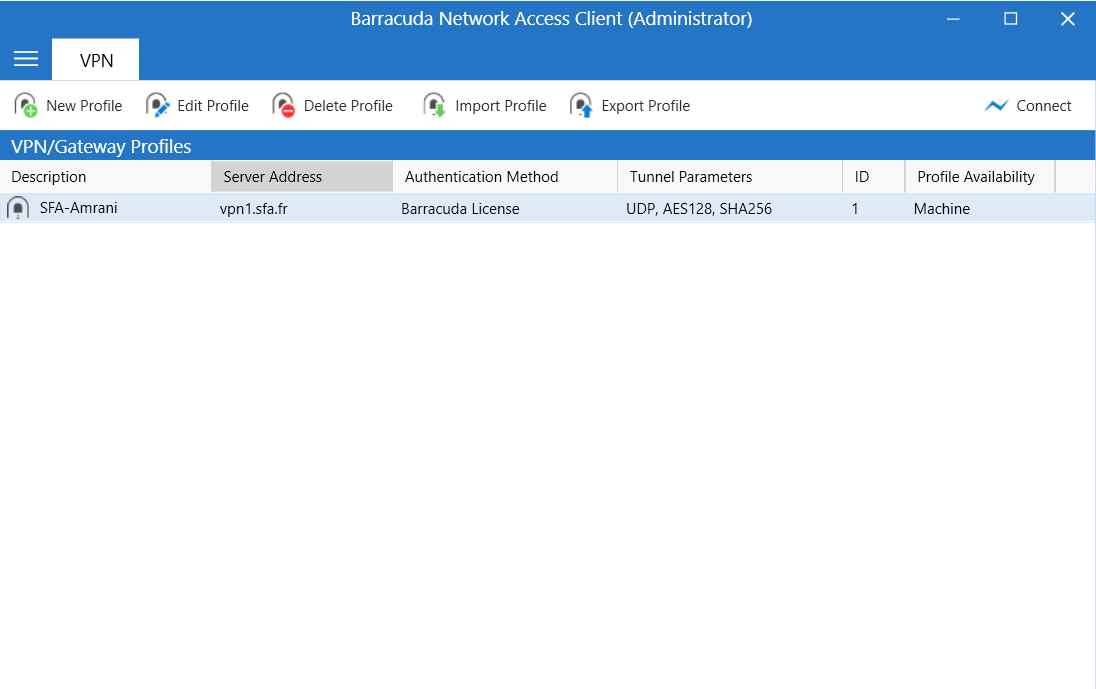 Barracuda Network Access Client (Administrator)
VPN
New Profile Edit Profile Delete Profile Import Profile Export Profile Connect
VPN/Gateway Profiles
Description Server Address Authentication Method Tunnel Parameters ID Profile Availability
SFA-Amrani vpn1.sfa.fr Barracuda License UDP, AES128, SHA256 1 Machine